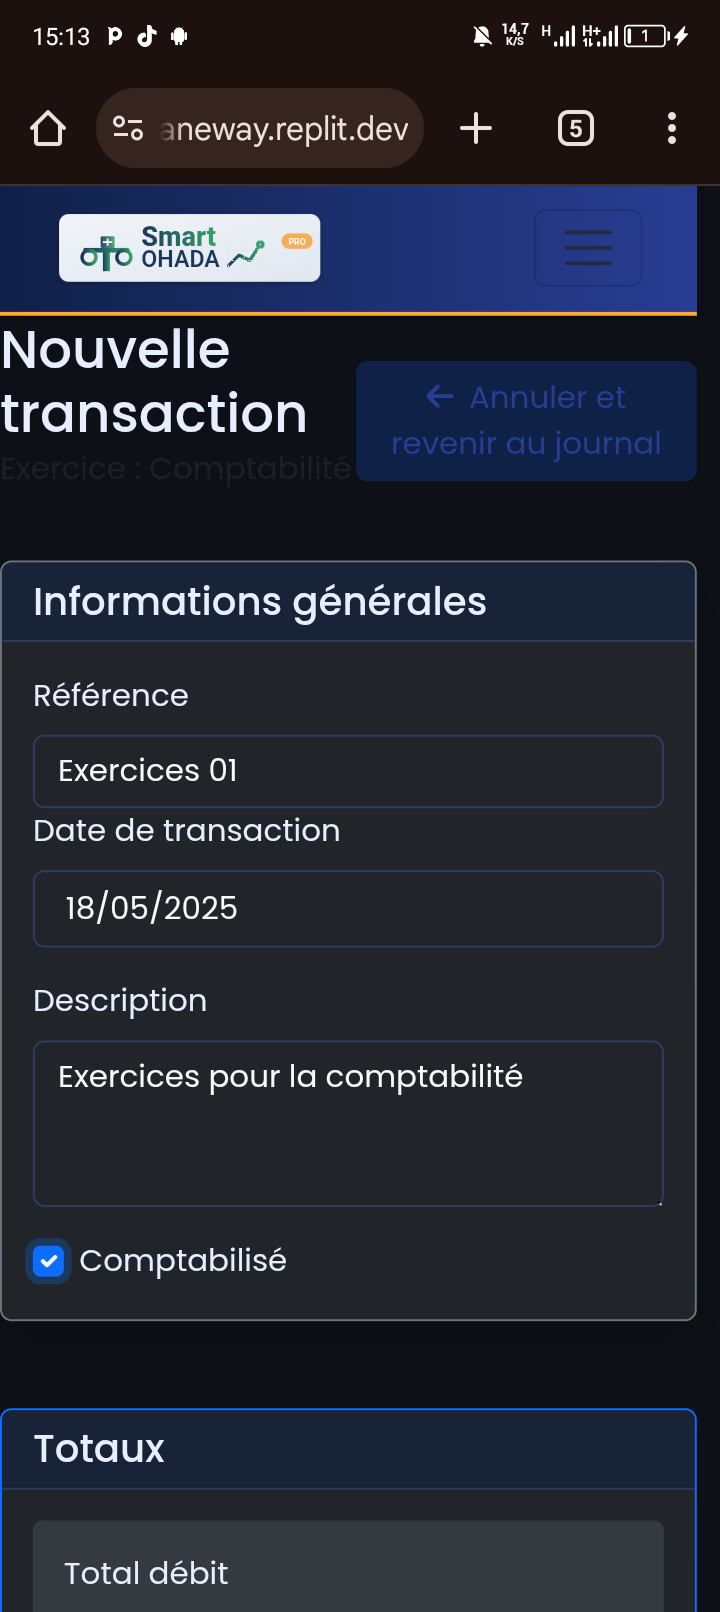 15:13
14,7
K/S
H
H+
1
aneway.replit.dev
5
Smart
OHADA
PRO
Nouvelle
transaction
Exercice : Comptabilité
Annuler et
revenir au journal
Informations générales
Référence
Exercices 01
Date de transaction
18/05/2025
Description
Exercices pour la comptabilité
Comptabilisé
Totaux
Total débit